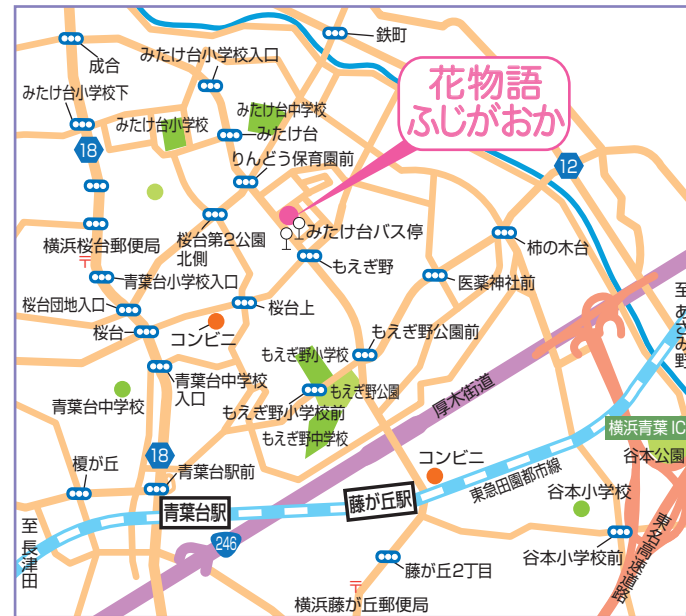 鉄町
成合
みたけ台小学校入口
花物語
ふじがおか
みたけ台小学校下
みたけ台中学校
みたけ台小学校
みたけ台
18
りんどう保育園前
12
みたけ台バス停
柿の木台
桜台第2公園
北側
横浜桜台郵便局
〒
もえぎ野
青葉台小学校入口
医薬神社前
至
あざみ野
桜台団地入口
桜台上
桜台
コンビニ
もえぎ野公園前
もえぎ野小学校
青葉台中学校
入口
もえぎ野公園
青葉台中学校
もえぎ野小学校前
厚木街道
横浜青葉IC
もえぎ野中学校
谷本公園
18
コンビニ
榎が丘
青葉台駅前
東急田園都市線
谷本小学校
藤が丘駅
青葉台駅
至
長津田
246
谷本小学校前
東名高速道路
藤が丘2丁目
〒
横浜藤が丘郵便局